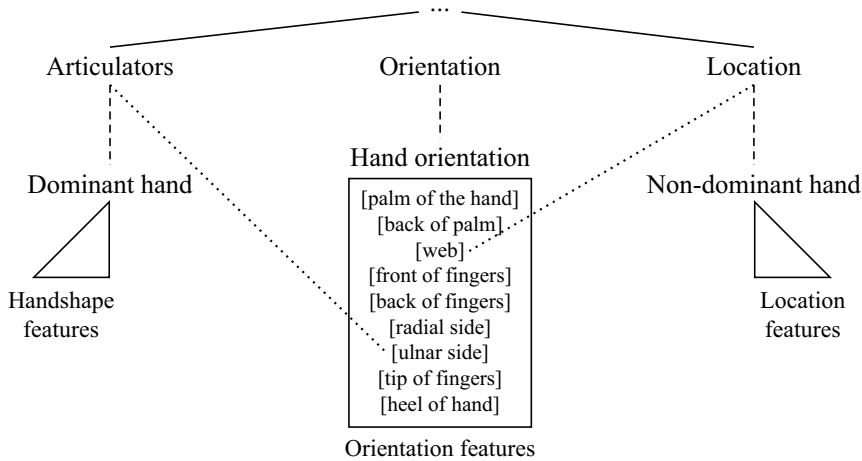 ...
Articulators
Orientation
Location
Hand orientation
Dominant hand
Non-dominant hand
[palm of the hand]
[back of palm]
[web]
[front of fingers]
[back of fingers]
[radial side]
[ulnar side]
[tip of fingers]
[heel of hand]
Handshape
features
Location
features
Orientation features